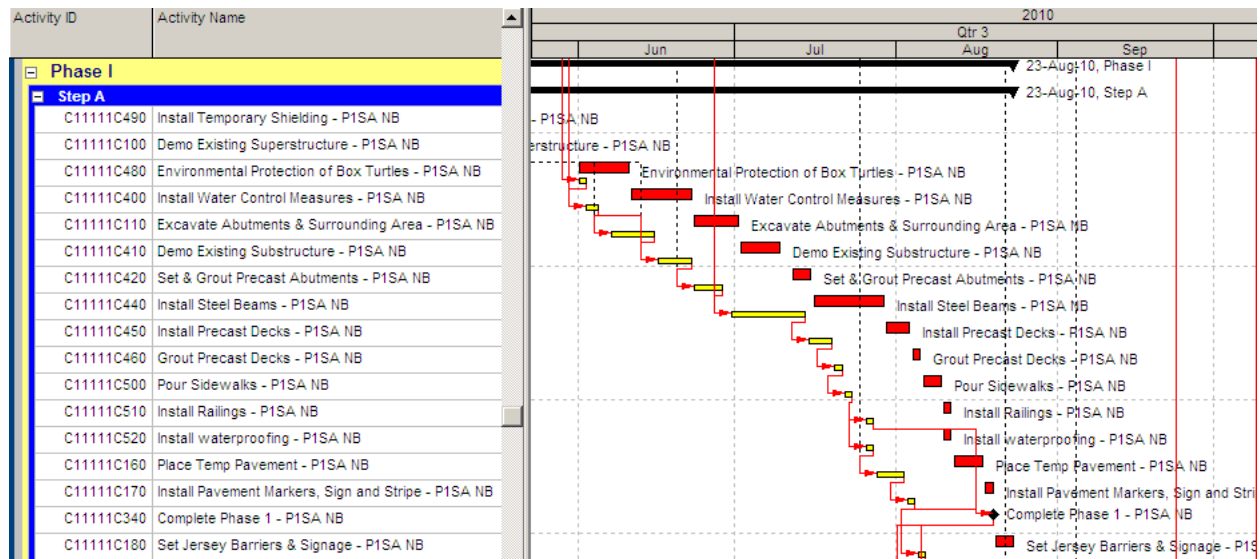 Activity ID Activity Name 2010
Qtr 3
Jun Jul Aug Sep
Phase I 23-Aug-10, Phase I
Step A 23-Aug-10, Step A
C11111C490 Install Temporary Shielding - P1SA NB - P1SA NB
C11111C100 Demo Existing Superstructure - P1SA NB erstructure - P1SA NB
C11111C480 Environmental Protection of Box Turtles - P1SA NB Environmental Protection of Box Turtles - P1SA NB
C11111C400 Install Water Control Measures - P1SA NB Install Water Control Measures - P1SA NB
C11111C110 Excavate Abutments & Surrounding Area - P1SA NB Excavate Abutments & Surrounding Area - P1SA NB
C11111C410 Demo Existing Substructure - P1SA NB Demo Existing Substructure - P1SA NB
C11111C420 Set & Grout Precast Abutments - P1SA NB Set & Grout Precast Abutments - P1SA NB
C11111C440 Install Steel Beams - P1SA NB Install Steel Beams - P1SA NB
C11111C450 Install Precast Decks - P1SA NB Install Precast Decks - P1SA NB
C11111C460 Grout Precast Decks - P1SA NB Grout Precast Decks - P1SA NB
C11111C500 Pour Sidewalks - P1SA NB Pour Sidewalks - P1SA NB
C11111C510 Install Railings - P1SA NB Install Railings - P1SA NB
C11111C520 Install waterproofing - P1SA NB Install waterproofing - P1SA NB
C11111C160 Place Temp Pavement - P1SA NB Place Temp Pavement - P1SA NB
C11111C170 Install Pavement Markers, Sign and Stripe - P1SA NB Install Pavement Markers, Sign and Stri
C11111C340 Complete Phase 1 - P1SA NB Complete Phase 1 - P1SA NB
C11111C180 Set Jersey Barriers & Signage - P1SA NB Set Jersey Barriers & Signage - P1S